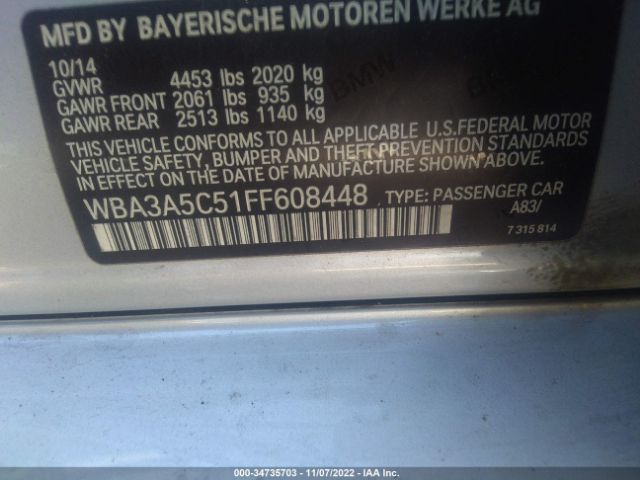 MFD BY BAYERISCHE MOTOREN WERKE AG
10/14
GVWR 4453 lbs 2020 kg
GAWR FRONT 2061 lbs 935 kg
GAWR REAR 2513 lbs 1140 kg
THIS VEHICLE CONFORMS TO ALL APPLICABLE U.S.FEDERAL MOTOR
VEHICLE SAFETY, BUMPER AND THEFT PREVENTION STANDARDS
IN EFFECT ON THE DATE OF MANUFACTURE SHOWN ABOVE.
WBA3A5C51FF608448 TYPE: PASSENGER CAR
A83/
7 315 814
BMW
000-34735703 - 11/07/2022 - IAA Inc.